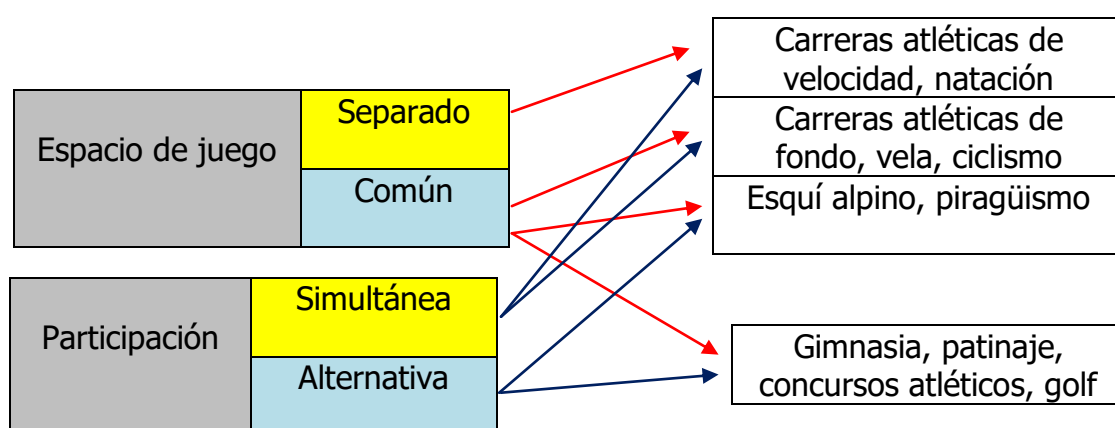 Espacio de juego
Separado
Común
Participación
Simultánea
Alternativa
Carreras atléticas de
velocidad, natación
Carreras atléticas de
fondo, vela, ciclismo
Esquí alpino, piragüismo
Gimnasia, patinaje,
concursos atléticos, golf